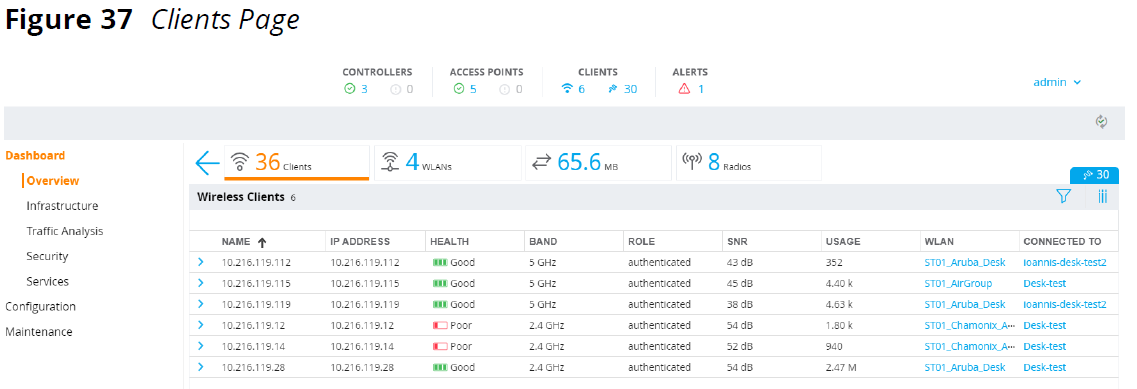 Figure 37 Clients Page
CONTROLLERS ACCESS POINTS CLIENTS ALERTS
3 0 5 0 6 30 1
admin
Dashboard
Overview
Infrastructure
Traffic Analysis
Security
Services
Configuration
Maintenance
36 Clients 4 WLANs 65.6 MB 8 Radios
30
Wireless Clients 6
NAME IP ADDRESS HEALTH BAND ROLE SNR USAGE WLAN CONNECTED TO
10.216.119.112 10.216.119.112 Good 5 GHz authenticated 43 dB 352 ST01_Aruba_Desk ioannis-desk-test2
10.216.119.115 10.216.119.115 Good 5 GHz authenticated 45 dB 4.40 k ST01_AirGroup Desk-test
10.216.119.119 10.216.119.119 Good 5 GHz authenticated 38 dB 4.63 k ST01_Aruba_Desk ioannis-desk-test2
10.216.119.12 10.216.119.12 Poor 2.4 GHz authenticated 54 dB 1.80 k ST01_Chamonix_A... Desk-test
10.216.119.14 10.216.119.14 Poor 2.4 GHz authenticated 52 dB 940 ST01_Chamonix_A... Desk-test
10.216.119.28 10.216.119.28 Good 2.4 GHz authenticated 54 dB 2.47 M ST01_Aruba_Desk Desk-test